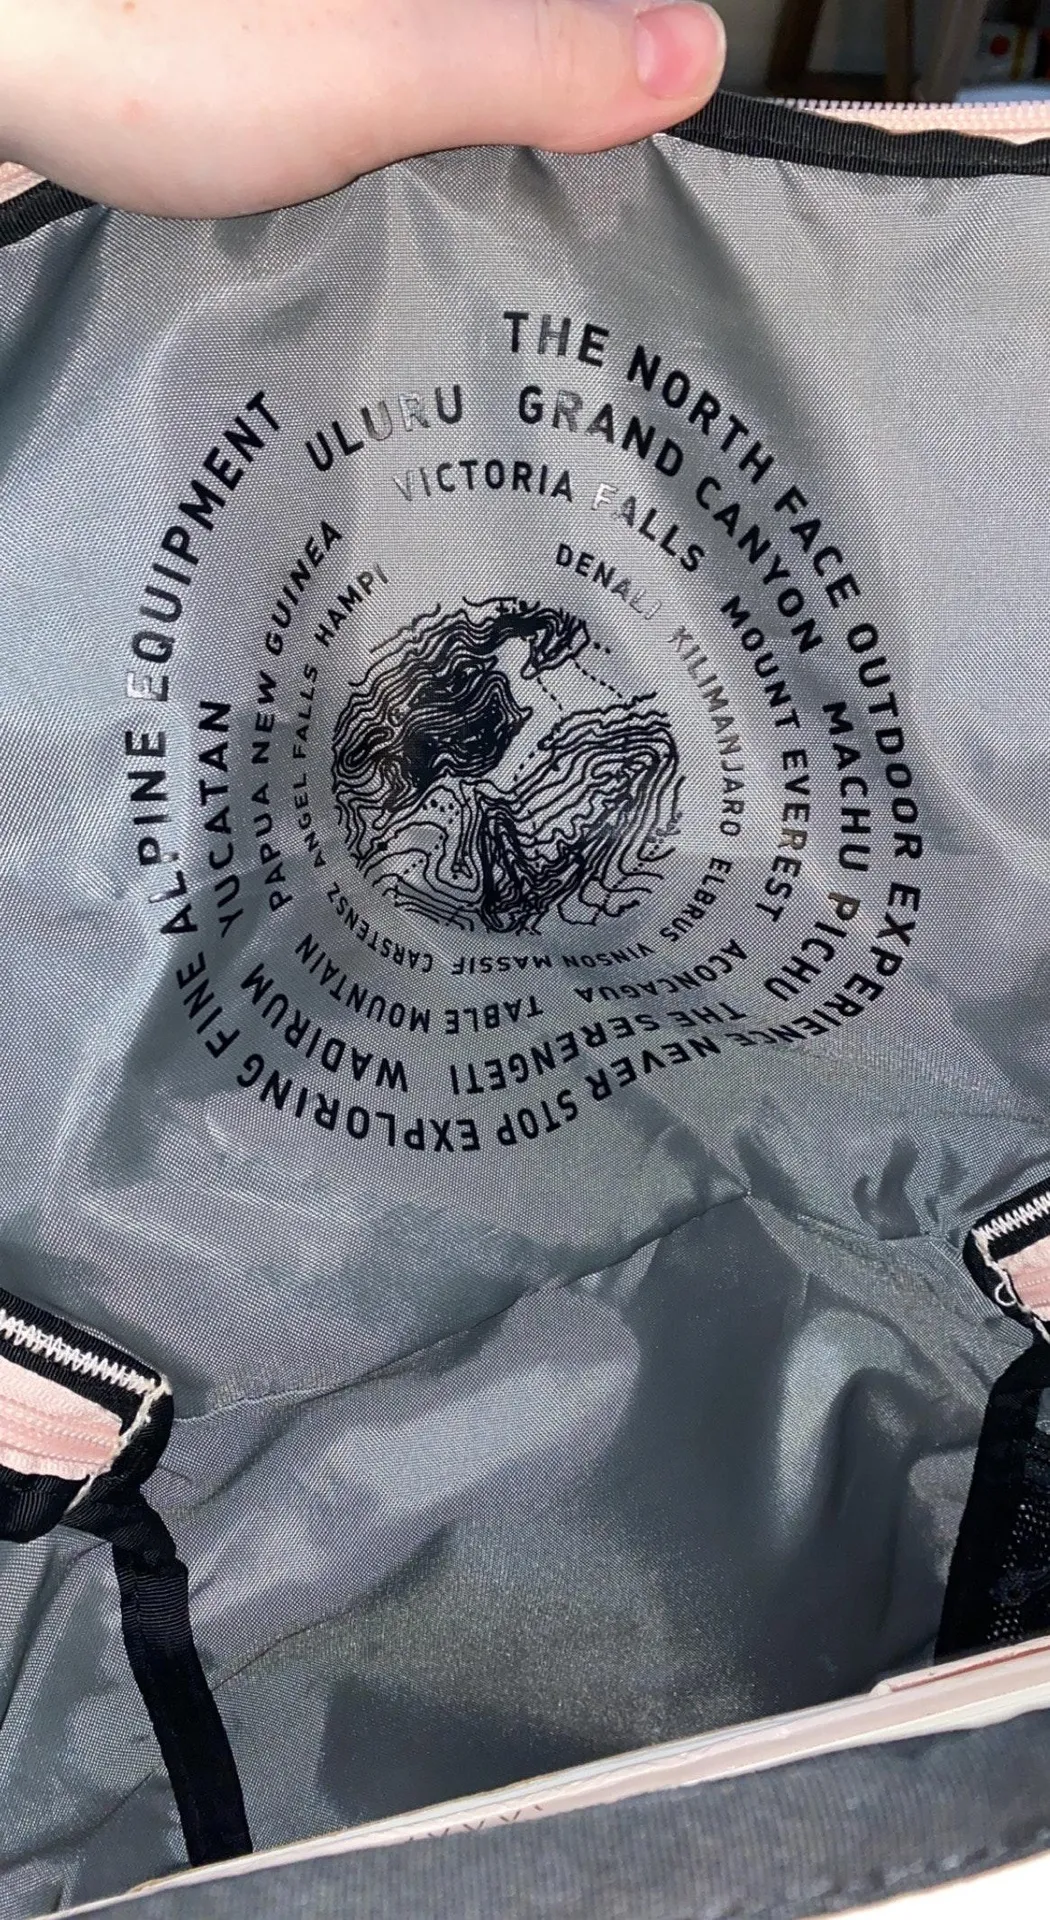 THE NORTH FACE OUTDOOR EXPERIENCE NEVER STOP EXPLORING FINE ALPINE EQUIPMENT
ULURU GRAND CANYON MACHU PICHU THE SERENGETI WADIRUM YUCATAN
VICTORIA FALLS MOUNT EVEREST ACONCAGUA TABLE MOUNTAIN PAPUA NEW GUINEA
DENALI KILIMANJARO ELBRUS VINSON MASSIF CARSTENSZ ANGEL FALLS HAMPI